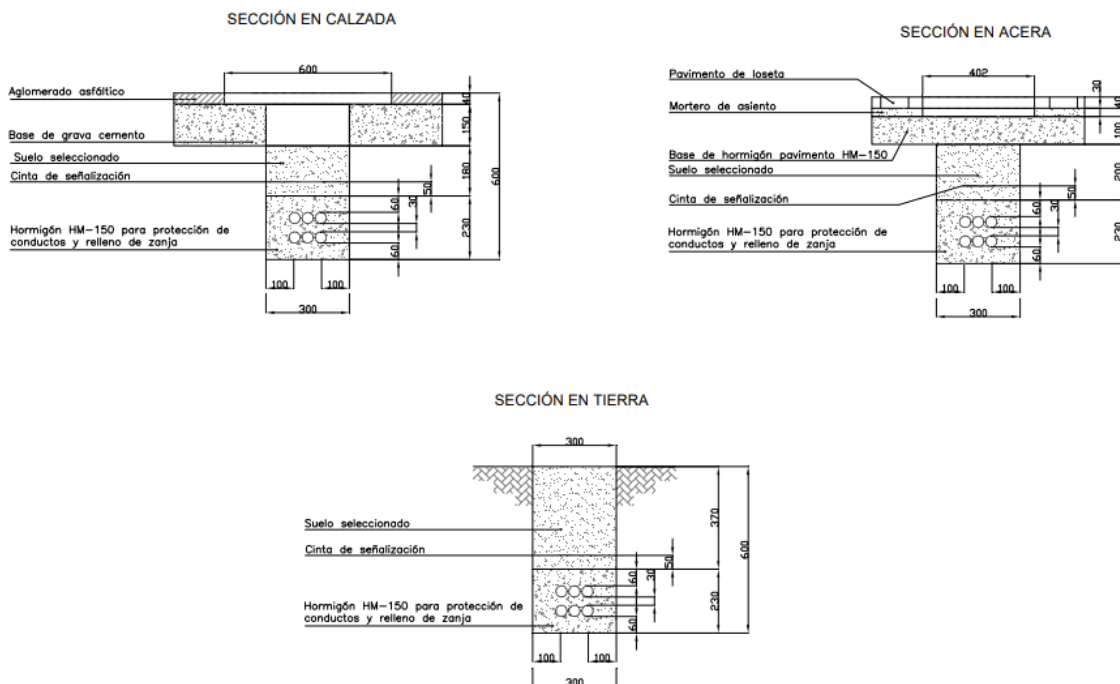 SECCIÓN EN CALZADA
600
Aglomerado asfáltico
40
150
Base de grava cemento
Suelo seleccionado
Cinta de señalización
180
50
600
60
30
230
Hormigón HM-150 para protección de
conductos y relleno de zanja
60
100
100
300
SECCIÓN EN ACERA
Pavimento de loseta
402
30
40
Mortero de asiento
100
Base de hormigón pavimento HM-150
Suelo seleccionado
200
Cinta de señalización
50
60
30
230
Hormigón HM-150 para protección de
conductos y relleno de zanja
60
100
100
300
SECCIÓN EN TIERRA
300
370
600
Suelo seleccionado
Cinta de señalización
50
60
30
230
Hormigón HM-150 para protección de
conductos y relleno de zanja
60
100
100
300